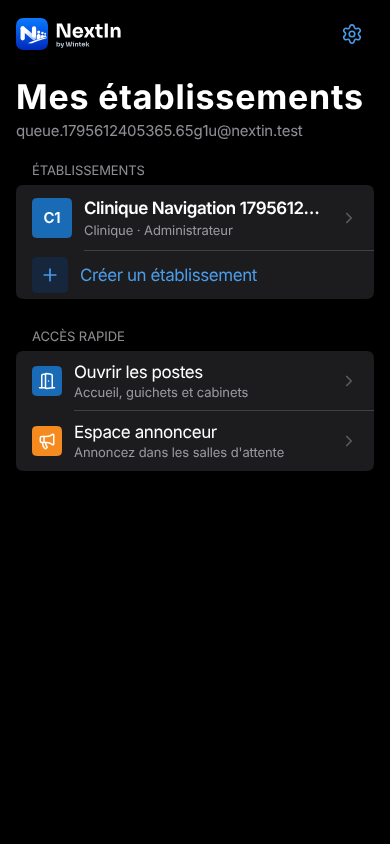 NextIn
by Wintek
Mes établissements
queue.1795612405365.65g1u@nextin.test
ÉTABLISSEMENTS
C1
Clinique Navigation 1795612...
Clinique · Administrateur
Créer un établissement
ACCÈS RAPIDE
Ouvrir les postes
Accueil, guichets et cabinets
Espace annonceur
Annoncez dans les salles d'attente